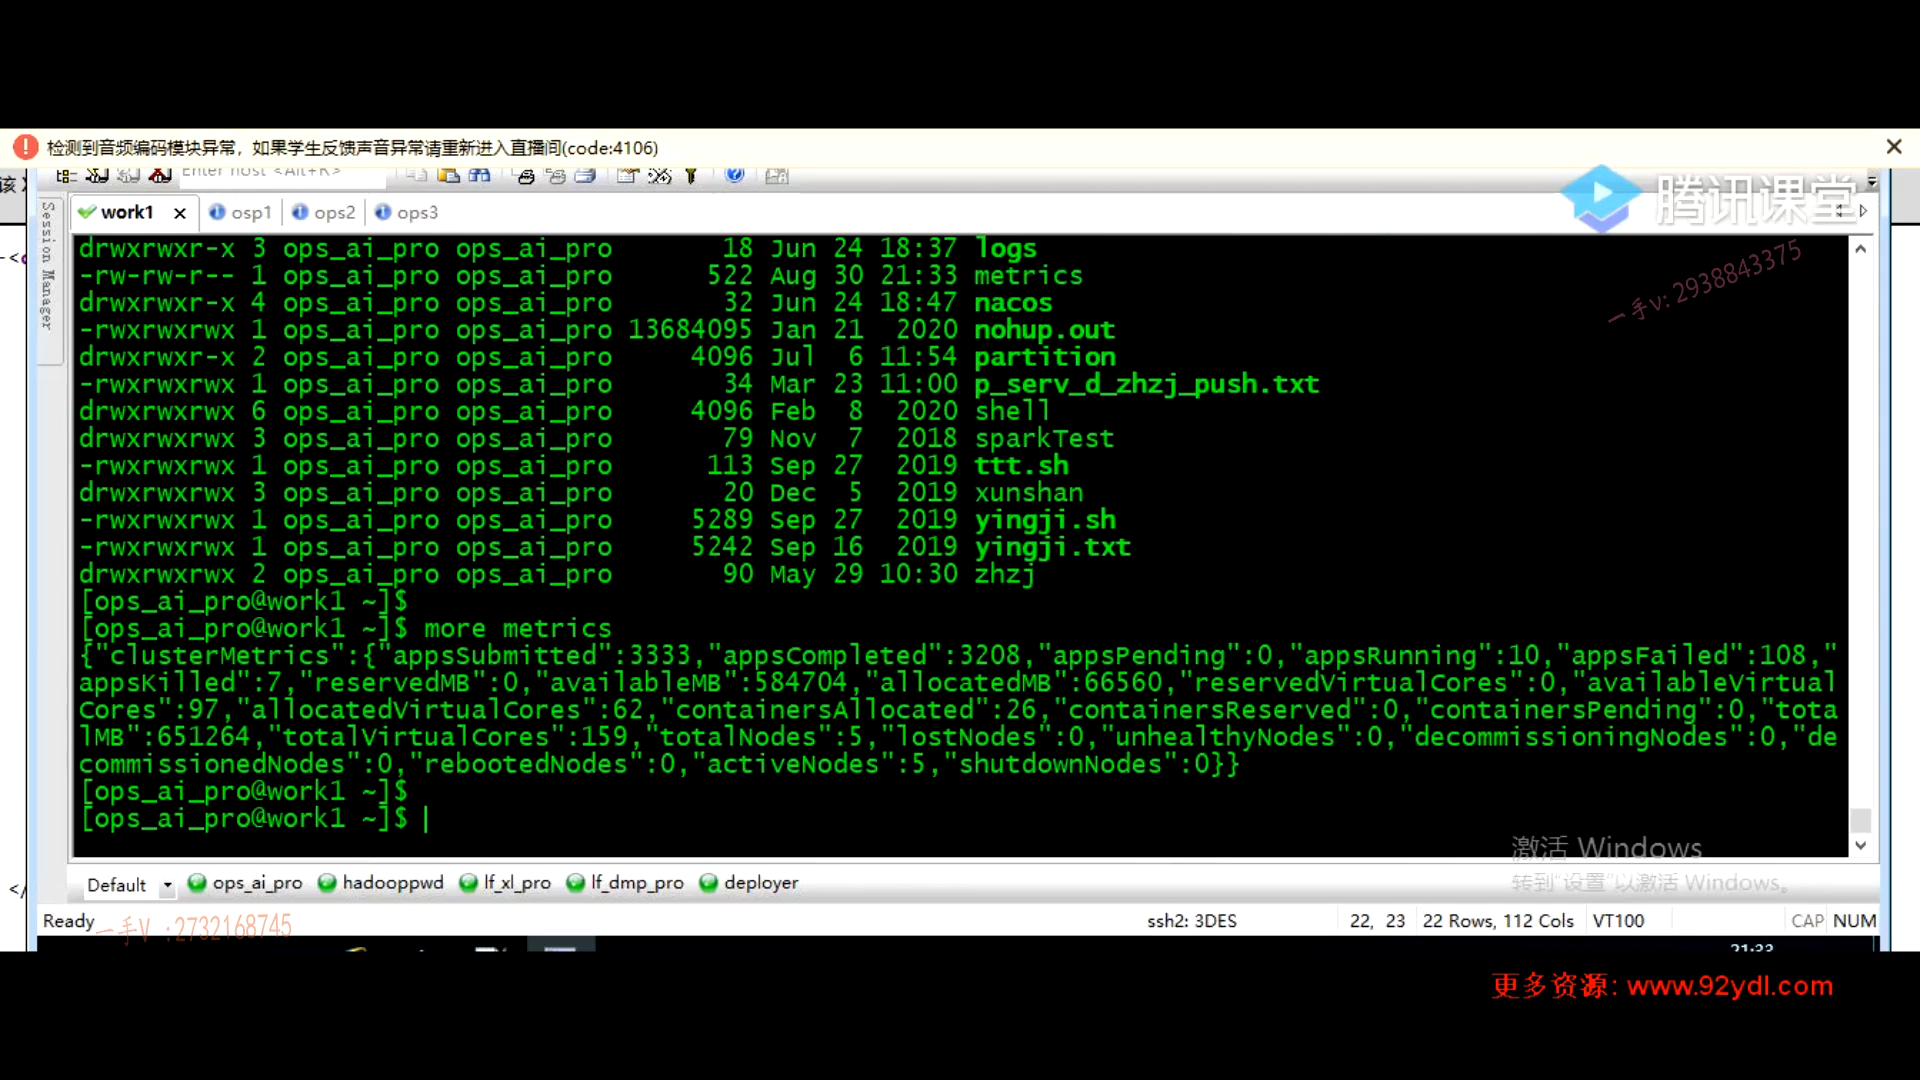 检测到音频编码模块异常，如果学生反馈声音异常请重新进入直播间(code:4106)
该
Enter host <Alt+R>
腾讯课堂
Session Manager
work1
osp1
ops2
ops3
一手v: 2938843375
drwxrwxr-x 3 ops_ai_pro ops_ai_pro 18 Jun 24 18:37 logs
-rw-rw-r-- 1 ops_ai_pro ops_ai_pro 522 Aug 30 21:33 metrics
drwxrwxr-x 4 ops_ai_pro ops_ai_pro 32 Jun 24 18:47 nacos
-rwxrwxrwx 1 ops_ai_pro ops_ai_pro 13684095 Jan 21 2020 nohup.out
drwxrwxr-x 2 ops_ai_pro ops_ai_pro 4096 Jul 6 11:54 partition
-rwxrwxrwx 1 ops_ai_pro ops_ai_pro 34 Mar 23 11:00 p_serv_d_zhzj_push.txt
drwxrwxrwx 6 ops_ai_pro ops_ai_pro 4096 Feb 8 2020 shell
drwxrwxrwx 3 ops_ai_pro ops_ai_pro 79 Nov 7 2018 sparkTest
-rwxrwxrwx 1 ops_ai_pro ops_ai_pro 113 Sep 27 2019 ttt.sh
drwxrwxrwx 3 ops_ai_pro ops_ai_pro 20 Dec 5 2019 xunshan
-rwxrwxrwx 1 ops_ai_pro ops_ai_pro 5289 Sep 27 2019 yingji.sh
-rwxrwxrwx 1 ops_ai_pro ops_ai_pro 5242 Sep 16 2019 yingji.txt
drwxrwxrwx 2 ops_ai_pro ops_ai_pro 90 May 29 10:30 zhzj
[ops_ai_pro@work1 ~]$
[ops_ai_pro@work1 ~]$ more metrics
{"clusterMetrics":{"appsSubmitted":3333,"appsCompleted":3208,"appsPending":0,"appsRunning":10,"appsFailed":108,"
appsKilled":7,"reservedMB":0,"availableMB":584704,"allocatedMB":66560,"reservedVirtualCores":0,"availableVirtual
Cores":97,"allocatedVirtualCores":62,"containersAllocated":26,"containersReserved":0,"containersPending":0,"tota
lMB":651264,"totalVirtualCores":159,"totalNodes":5,"lostNodes":0,"unhealthyNodes":0,"decommissioningNodes":0,"de
commissionedNodes":0,"rebootedNodes":0,"activeNodes":5,"shutdownNodes":0}}
[ops_ai_pro@work1 ~]$
[ops_ai_pro@work1 ~]$
激活 Windows
转到"设置"以激活 Windows。
Default
ops_ai_pro
hadooppwd
lf_xl_pro
lf_dmp_pro
deployer
</
Ready
一手V :2732168745
ssh2: 3DES
22, 23
22 Rows, 112 Cols
VT100
CAP
NUM
21:33
更多资源: www.92ydl.com